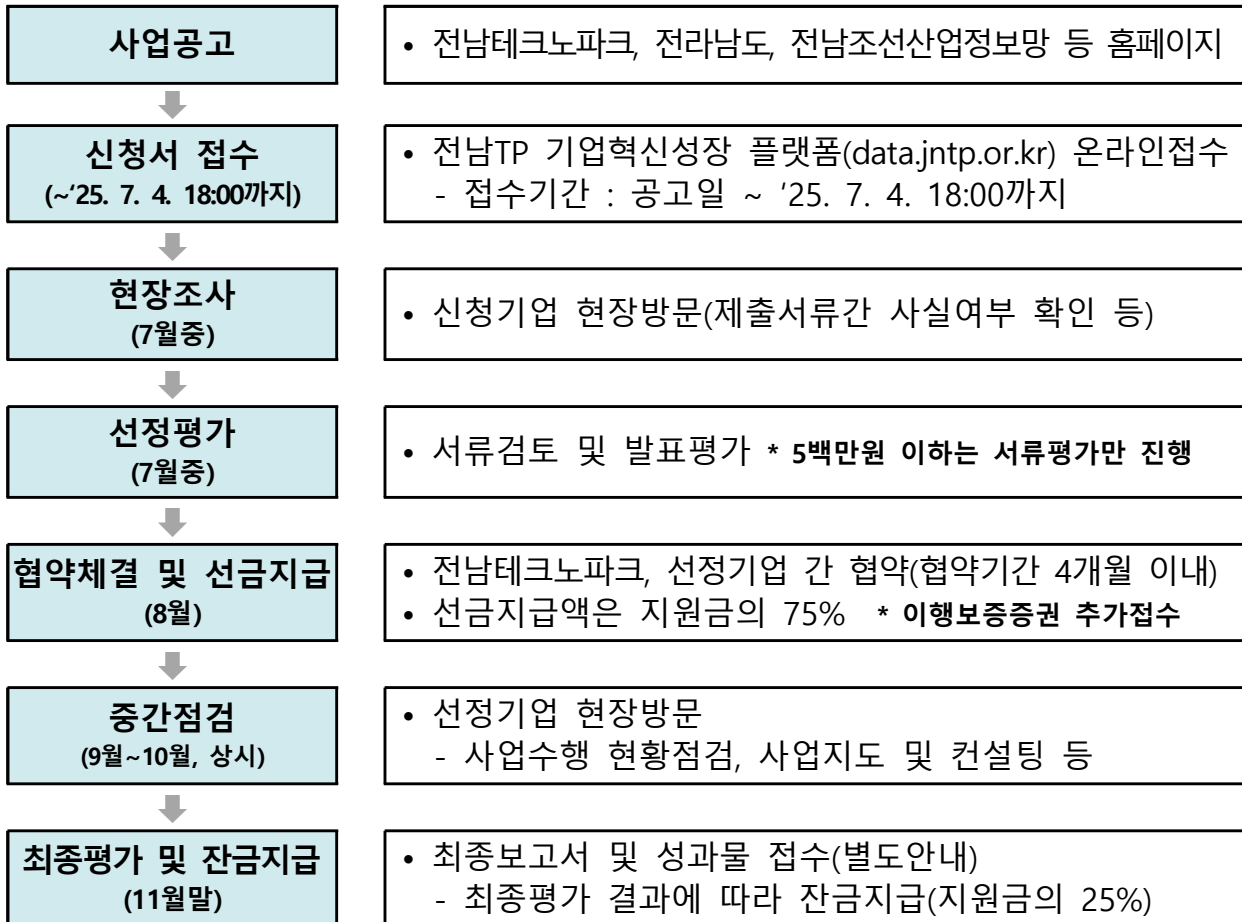 사업공고
• 전남테크노파크, 전라남도, 전남조선산업정보망 등 홈페이지
신청서 접수
(~‘25. 7. 4. 18:00까지)
• 전남TP 기업혁신성장 플랫폼(data.jntp.or.kr) 온라인접수
- 접수기간 : 공고일 ~ ’25. 7. 4. 18:00까지
현장조사
(7월중)
• 신청기업 현장방문(제출서류간 사실여부 확인 등)
선정평가
(7월중)
• 서류검토 및 발표평가 * 5백만원 이하는 서류평가만 진행
협약체결 및 선금지급
(8월)
• 전남테크노파크, 선정기업 간 협약(협약기간 4개월 이내)
• 선금지급액은 지원금의 75% * 이행보증증권 추가접수
중간점검
(9월~10월, 상시)
• 선정기업 현장방문
- 사업수행 현황점검, 사업지도 및 컨설팅 등
최종평가 및 잔금지급
(11월말)
• 최종보고서 및 성과물 접수(별도안내)
- 최종평가 결과에 따라 잔금지급(지원금의 25%)